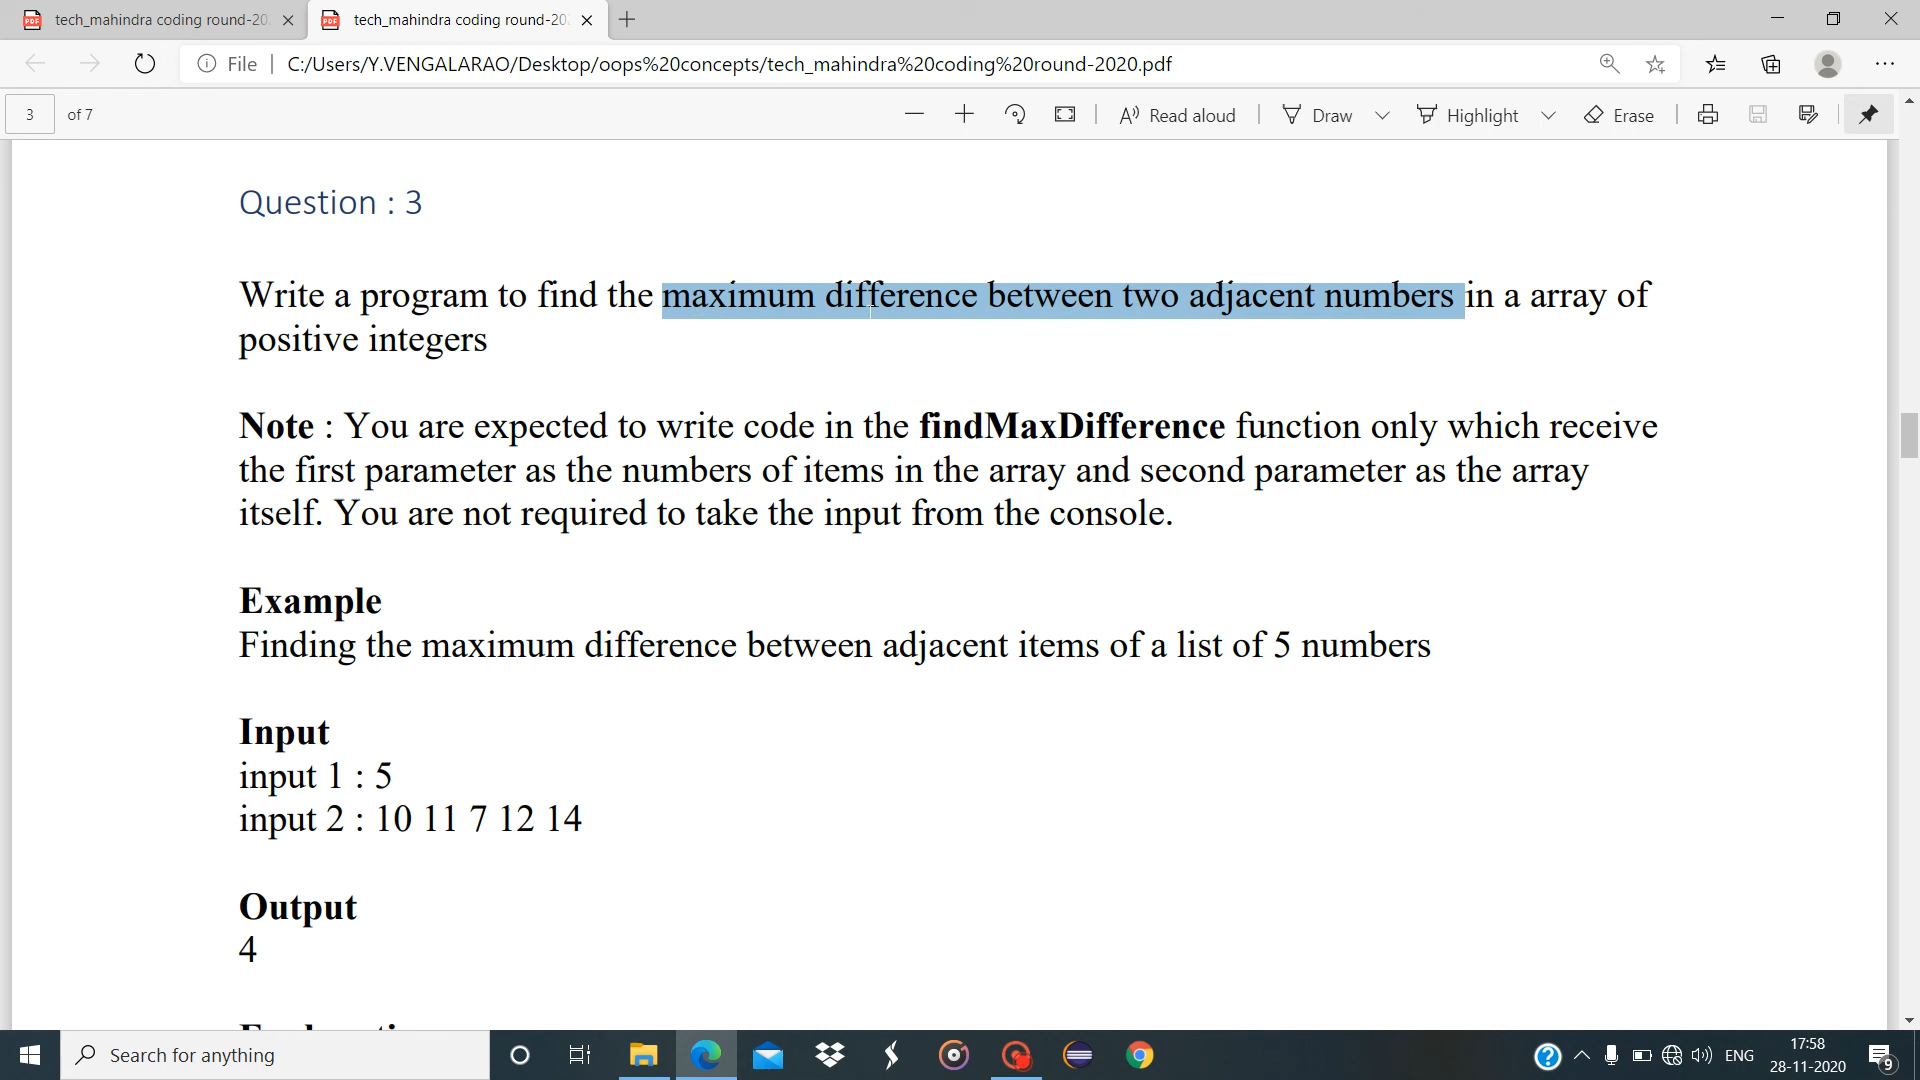 tech_mahindra coding round-20
tech_mahindra coding round-20
File
C:/Users/Y.VENGALARAO/Desktop/oops%20concepts/tech_mahindra%20coding%20round-2020.pdf
3 of 7
Read aloud
Draw
Highlight
Erase
Question : 3
Write a program to find the maximum difference between two adjacent numbers in a array of
positive integers
Note : You are expected to write code in the findMaxDifference function only which receive
the first parameter as the numbers of items in the array and second parameter as the array
itself. You are not required to take the input from the console.
Example
Finding the maximum difference between adjacent items of a list of 5 numbers
Input
input 1 : 5
input 2 : 10 11 7 12 14
Output
4
Search for anything
ENG
17:58
28-11-2020
9